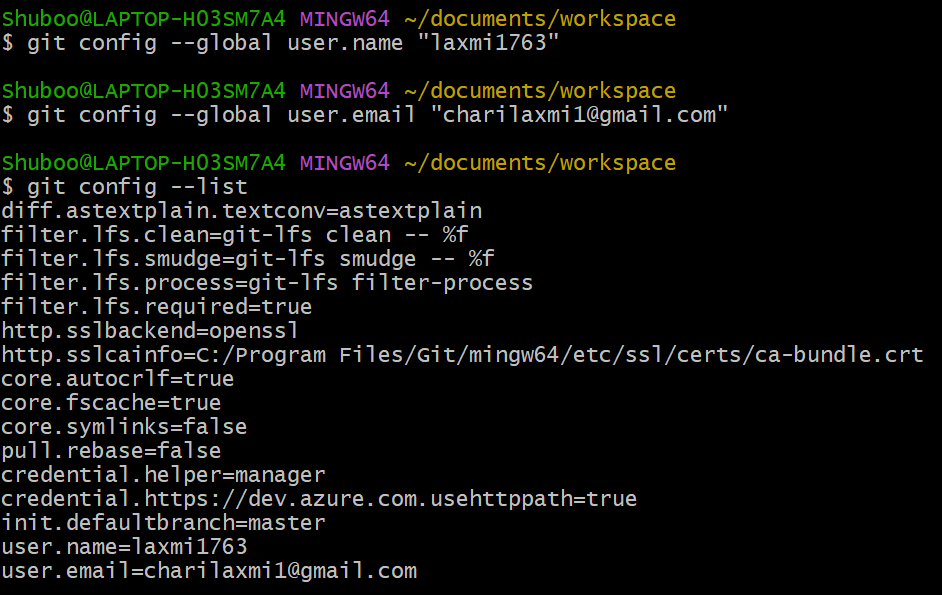 Shuboo@LAPTOP-H03SM7A4 MINGW64 ~/documents/workspace
$ git config --global user.name "laxmi1763"
Shuboo@LAPTOP-H03SM7A4 MINGW64 ~/documents/workspace
$ git config --global user.email "charilaxmi1@gmail.com"
Shuboo@LAPTOP-H03SM7A4 MINGW64 ~/documents/workspace
$ git config --list
diff.astextplain.textconv=astextplain
filter.lfs.clean=git-lfs clean -- %f
filter.lfs.smudge=git-lfs smudge -- %f
filter.lfs.process=git-lfs filter-process
filter.lfs.required=true
http.sslbackend=openssl
http.sslcainfo=C:/Program Files/Git/mingw64/etc/ssl/certs/ca-bundle.crt
core.autocrlf=true
core.fscache=true
core.symlinks=false
pull.rebase=false
credential.helper=manager
credential.https://dev.azure.com.usehttppath=true
init.defaultbranch=master
user.name=laxmi1763
user.email=charilaxmi1@gmail.com